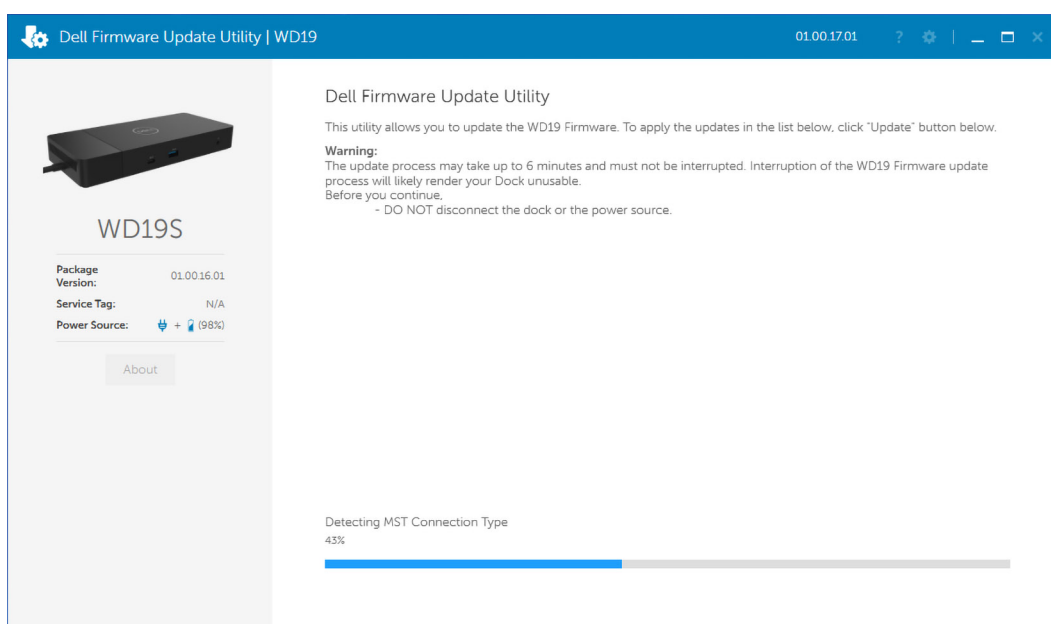 Dell Firmware Update Utility | WD19
01.00.17.01
?
Dell Firmware Update Utility
This utility allows you to update the WD19 Firmware. To apply the updates in the list below, click "Update" button below.
Warning:
The update process may take up to 6 minutes and must not be interrupted. Interruption of the WD19 Firmware update
process will likely render your Dock unusable.
Before you continue,
- DO NOT disconnect the dock or the power source.
WD19S
Package
Version:
01.00.16.01
Service Tag: N/A
Power Source: + (98%)
About
Detecting MST Connection Type
43%